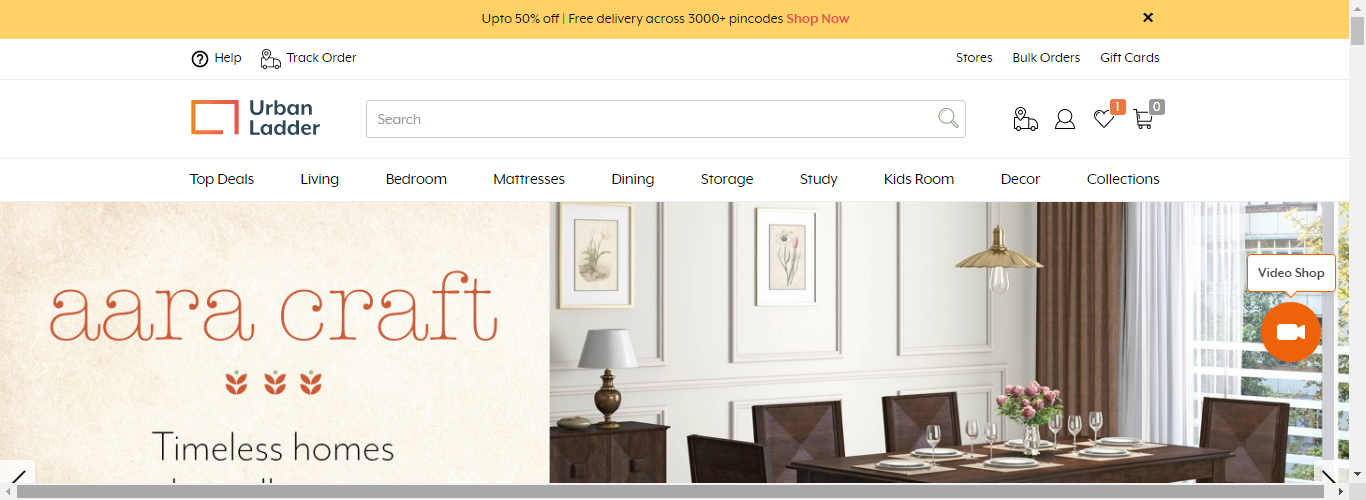 Upto 50% off | Free delivery across 3000+ pincodes Shop Now
Help
Track Order
Stores
Bulk Orders
Gift Cards
Urban
Ladder
Search
1
0
Top Deals
Living
Bedroom
Mattresses
Dining
Storage
Study
Kids Room
Decor
Collections
aara craft
Video Shop
Timeless homes